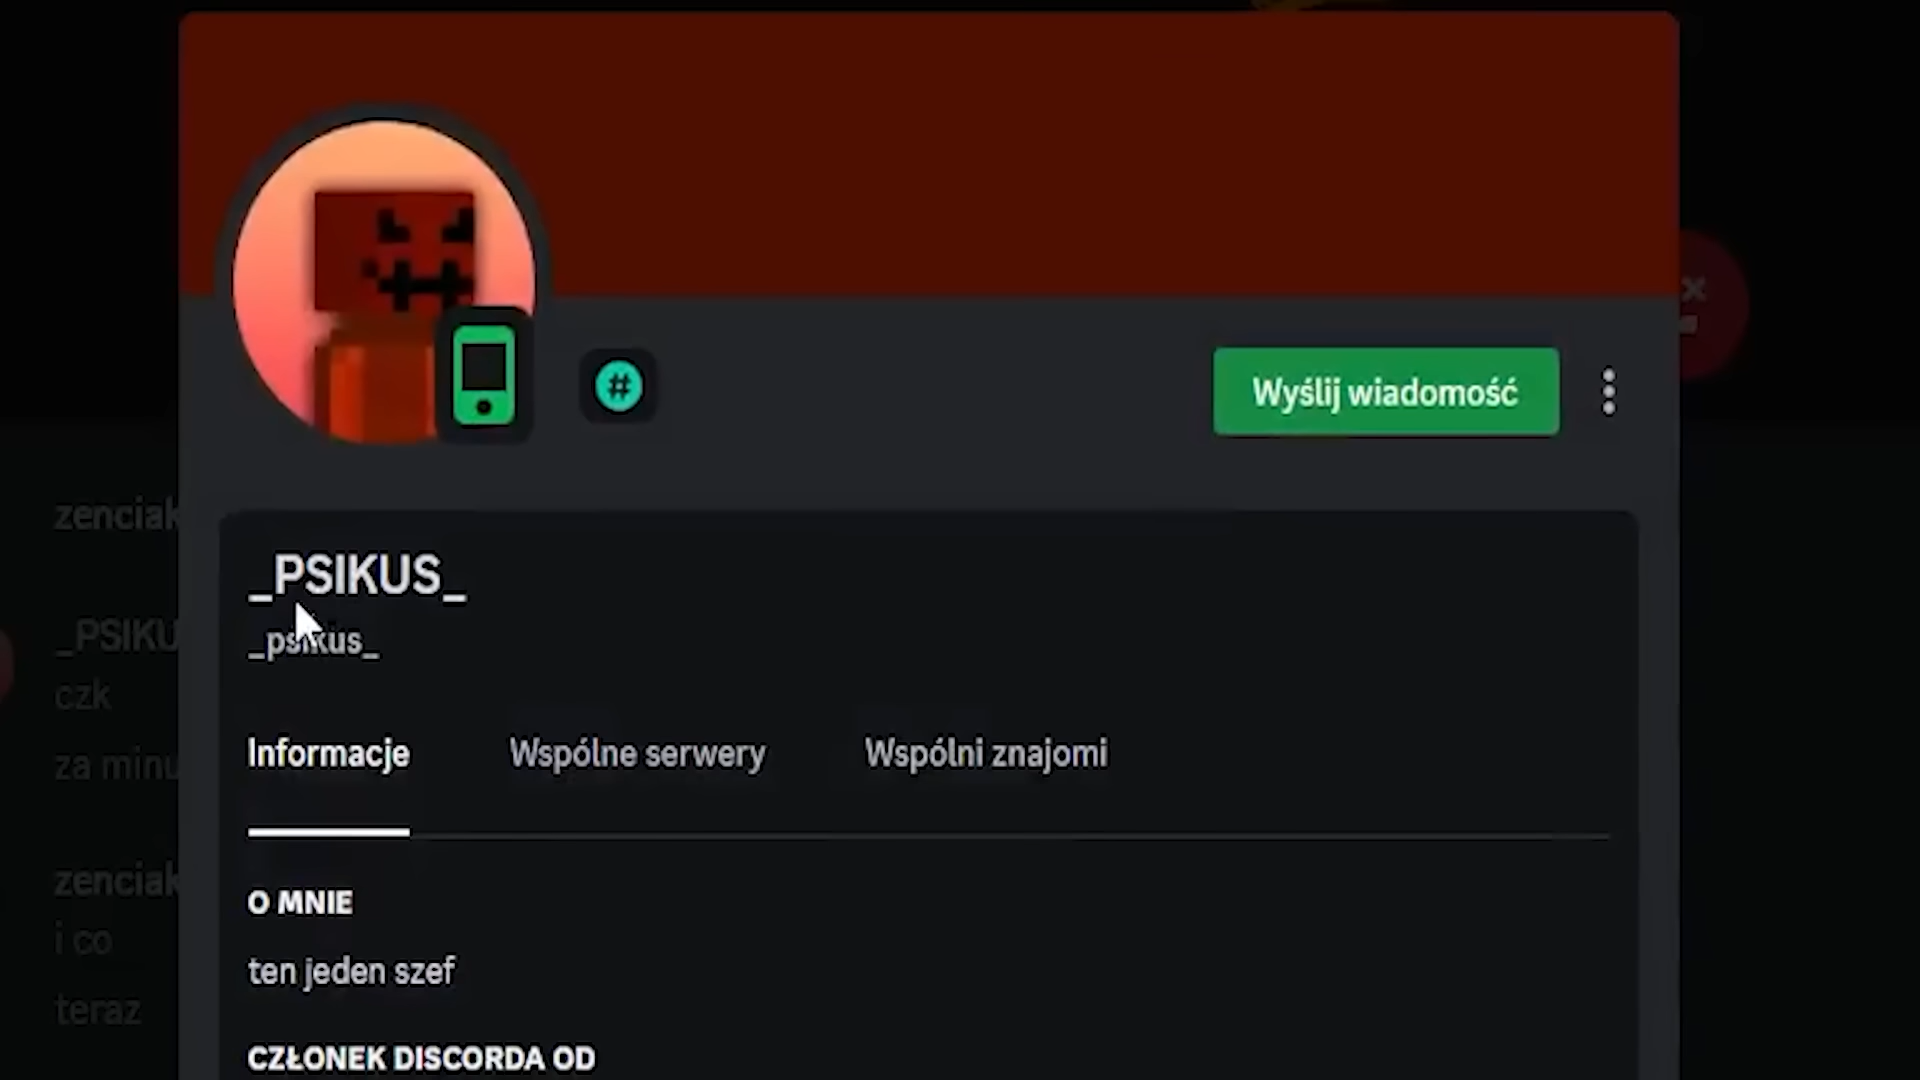 Wyślij wiadomość
_PSIKUS_
_psikus_
Informacje
Wspólne serwery
Wspólni znajomi
O MNIE
ten jeden szef
CZŁONEK DISCORDA OD
zenciak
_PSIKU
czk
za minu
zenciak
i co
teraz